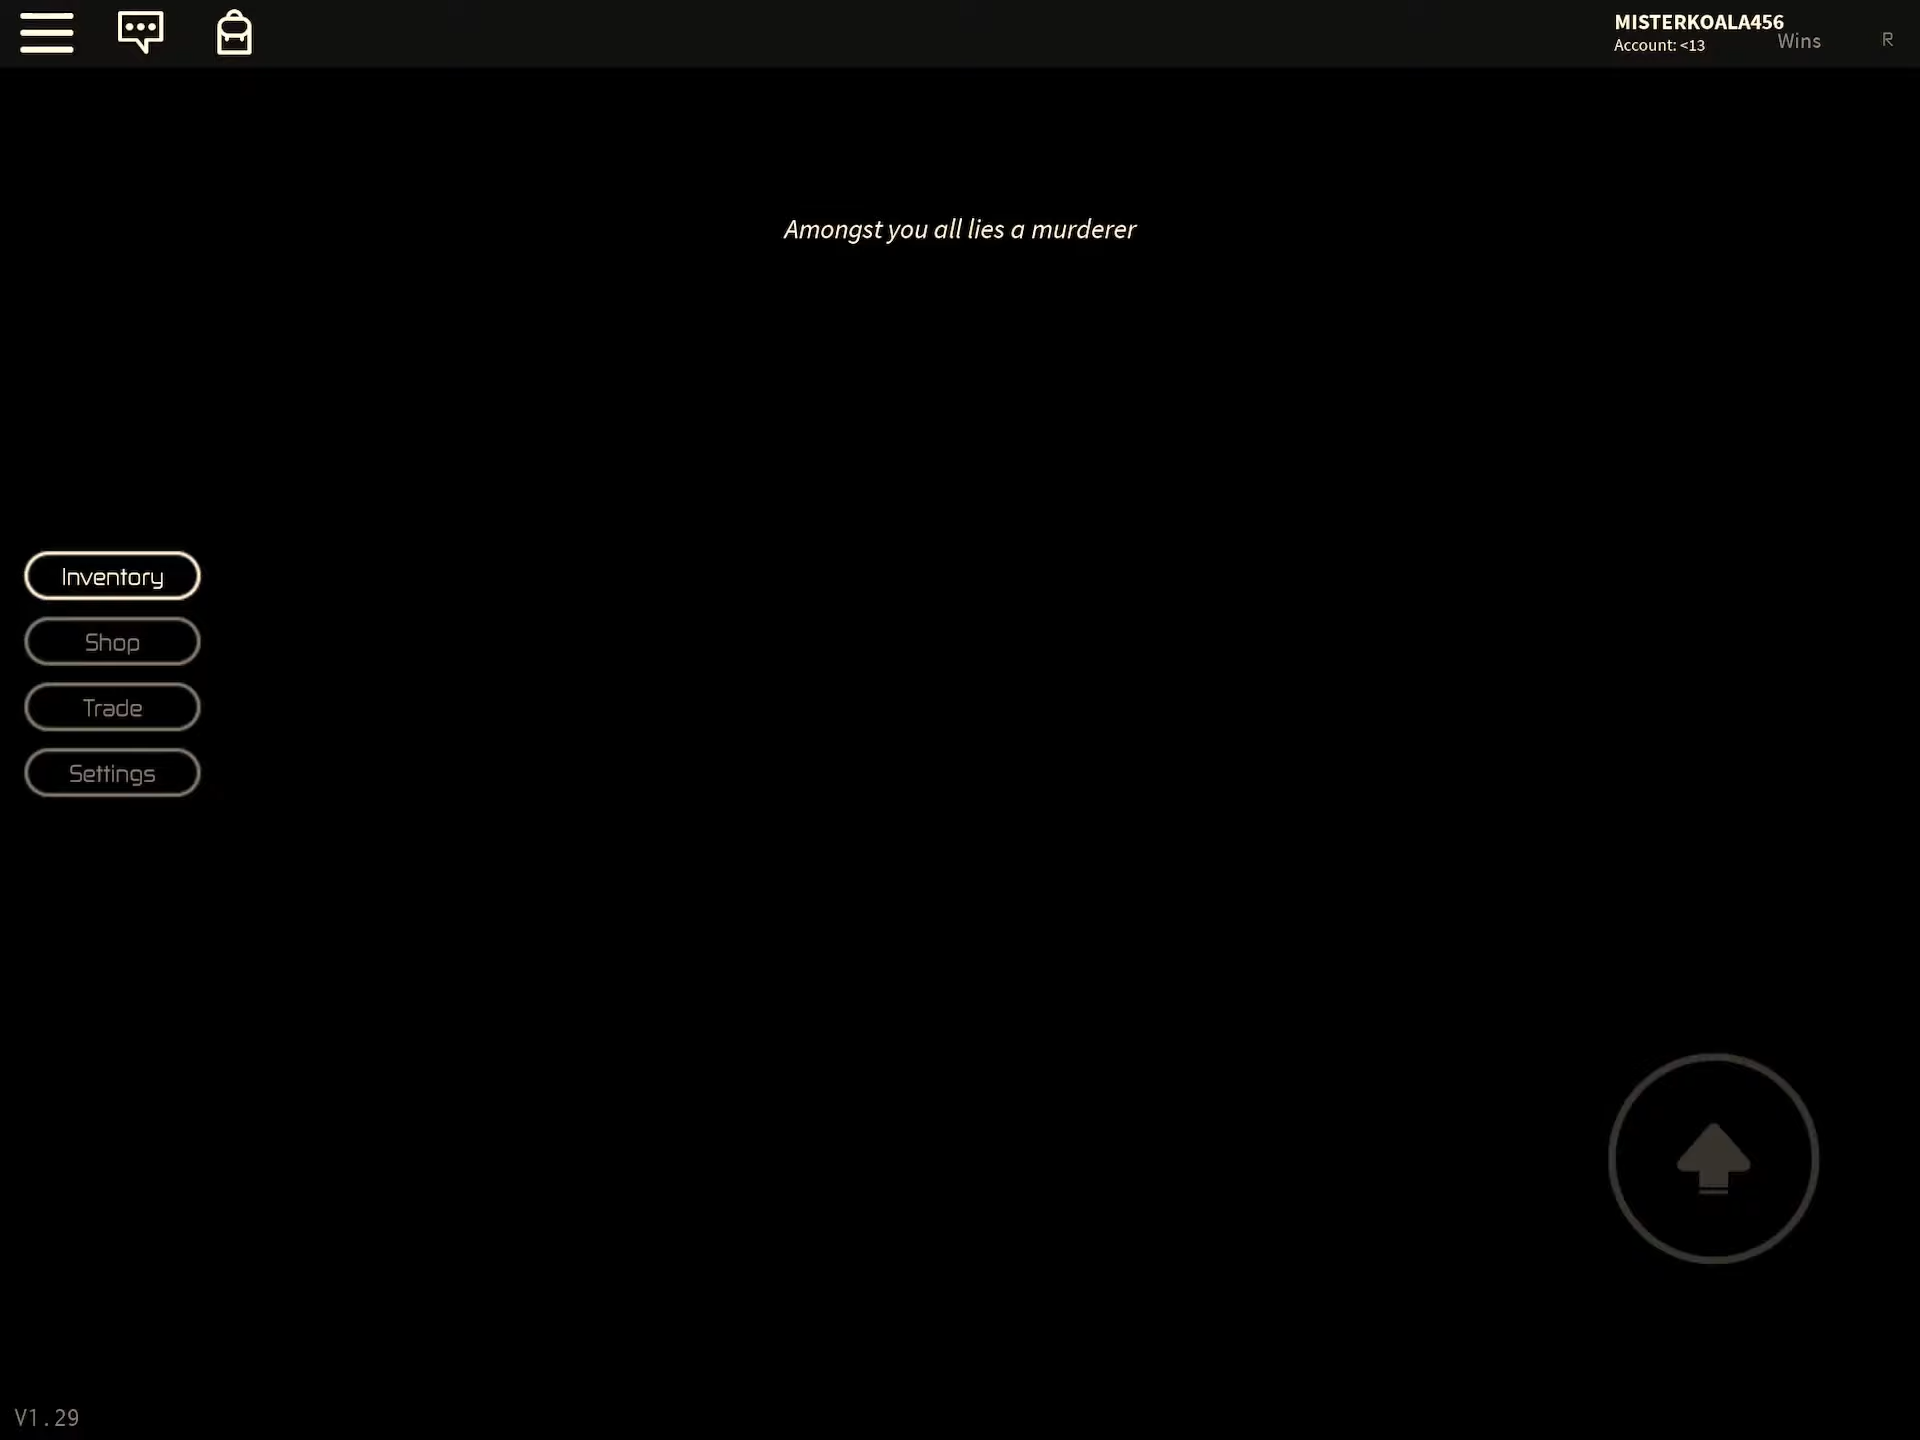 MISTERKOALA456
Account: <13
Wins
R
Amongst you all lies a murderer
Inventory
Shop
Trade
Settings
V1.29